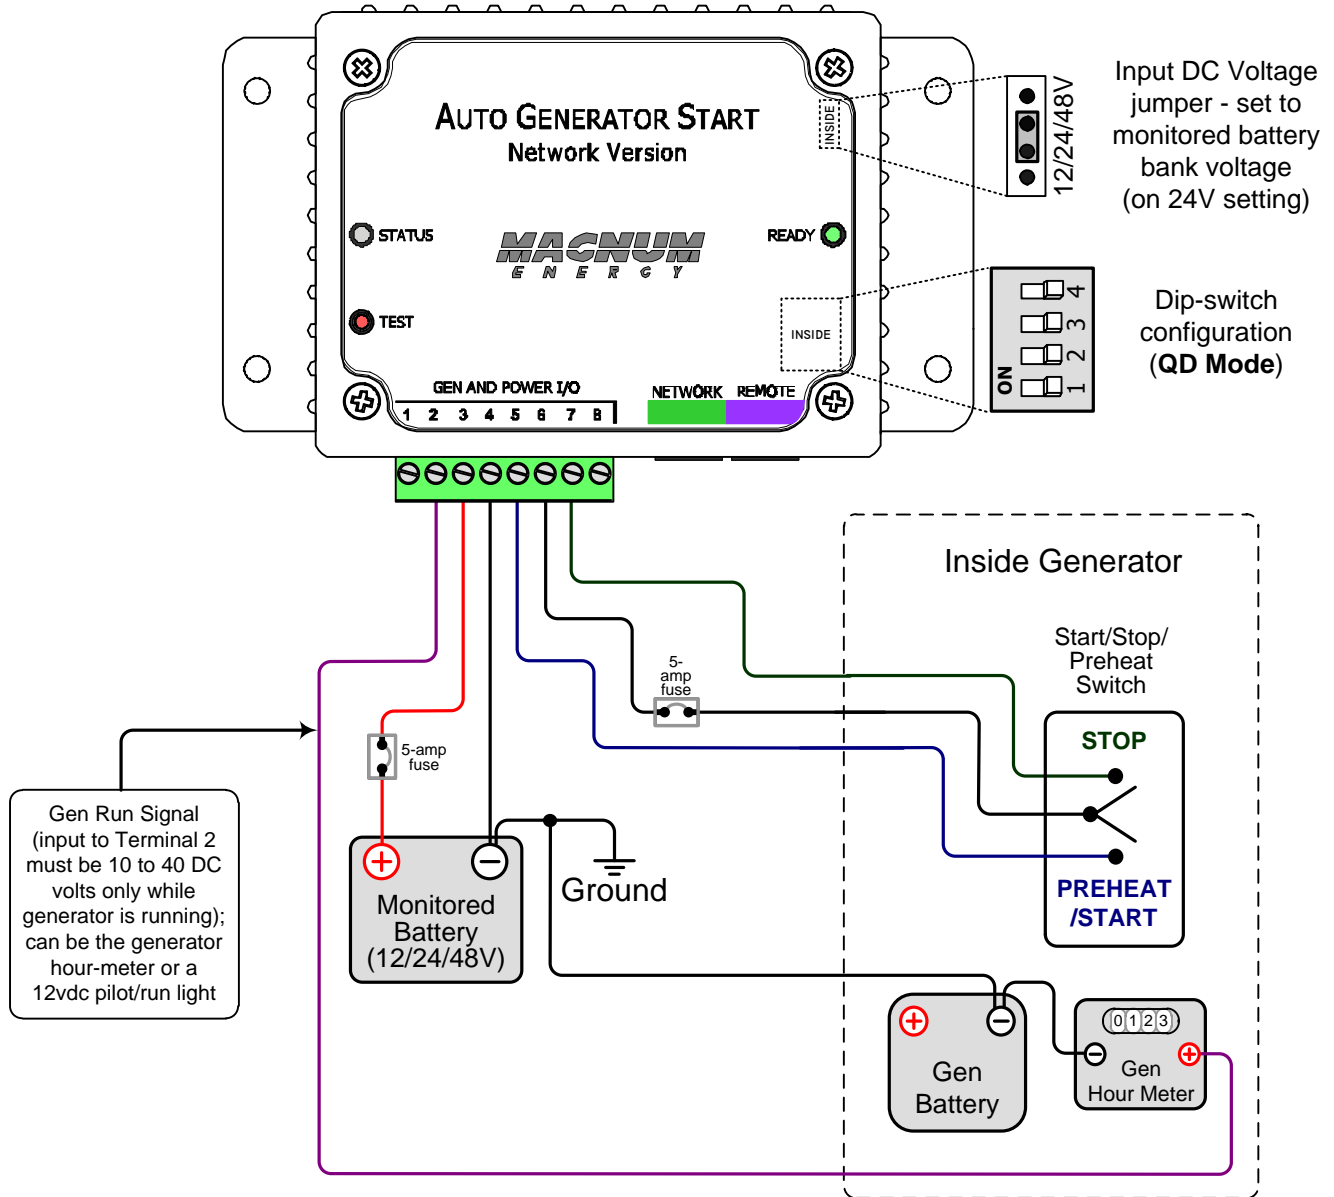 AUTO GENERATOR START
Network Version
INSIDE
STATUS
MAGNUM
ENERGY
READY
TEST
INSIDE
GEN AND POWER I/O
1 2 3 4 5 6 7 8
NETWORK REMOTE
12/24/48V
Input DC Voltage
jumper - set to
monitored battery
bank voltage
(on 24V setting)
ON
1 2 3 4
Dip-switch
configuration
(QD Mode)
Inside Generator
Start/Stop/
Preheat
Switch
STOP
PREHEAT
/START
5-
amp
fuse
5-amp
fuse
Gen Run Signal
(input to Terminal 2
must be 10 to 40 DC
volts only while
generator is running);
can be the generator
hour-meter or a
12vdc pilot/run light
+
−
Monitored
Battery
(12/24/48V)
Ground
+
−
Gen
Battery
0123
−
+
Gen
Hour Meter